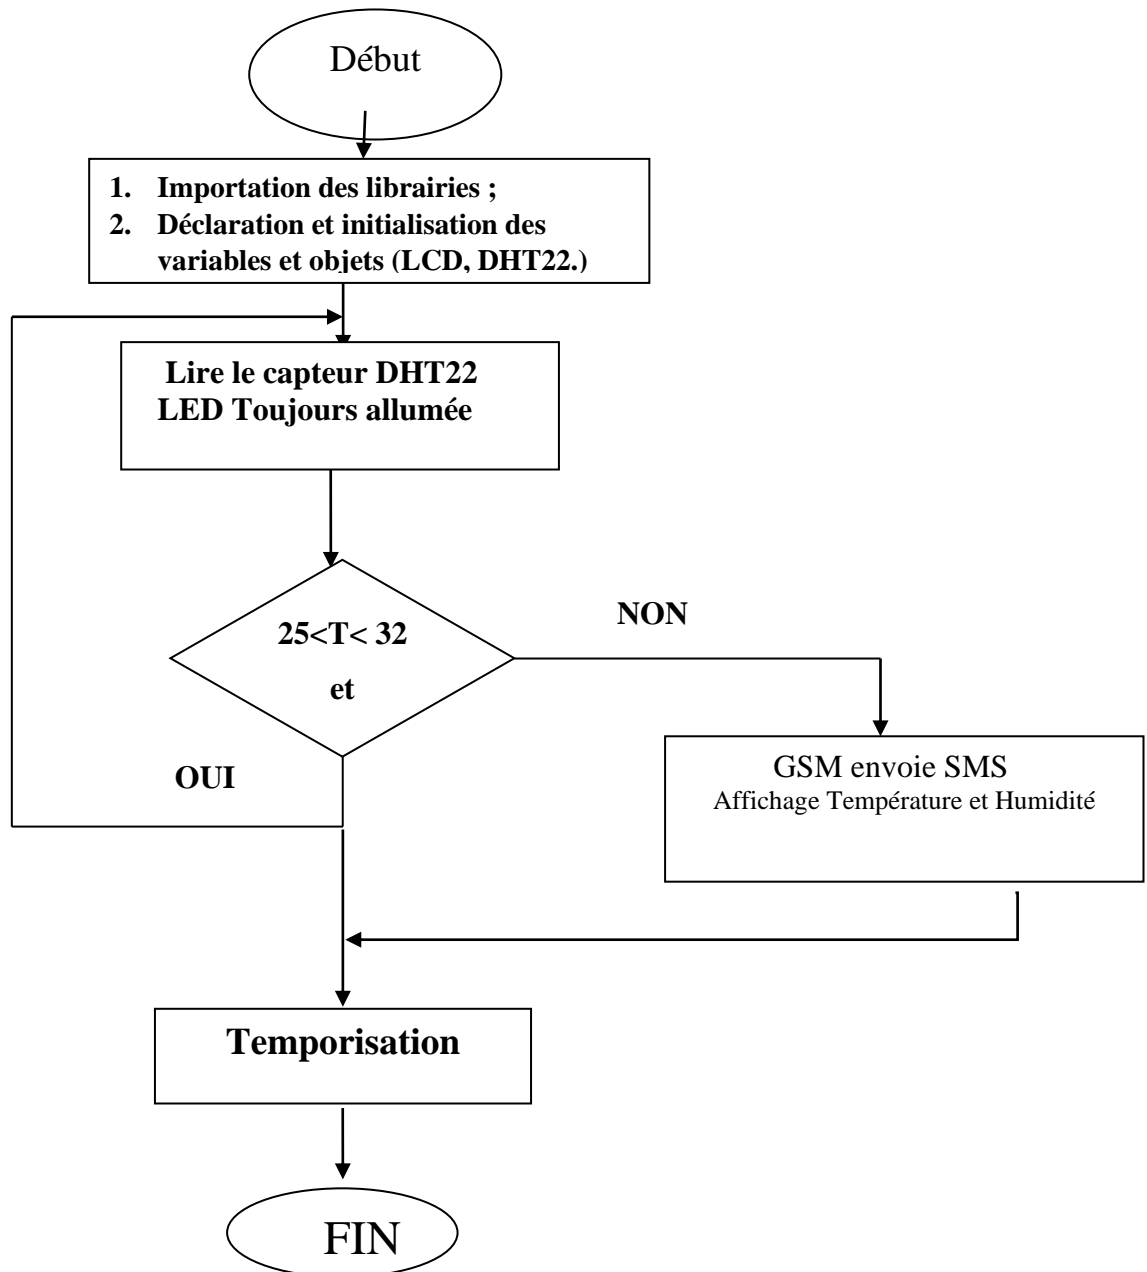 Début
1. Importation des librairies ;
2. Déclaration et initialisation des
variables et objets (LCD, DHT22.)
Lire le capteur DHT22
LED Toujours allumée
25<T< 32
et
NON
OUI
GSM envoie SMS
Affichage Température et Humidité
Temporisation
FIN